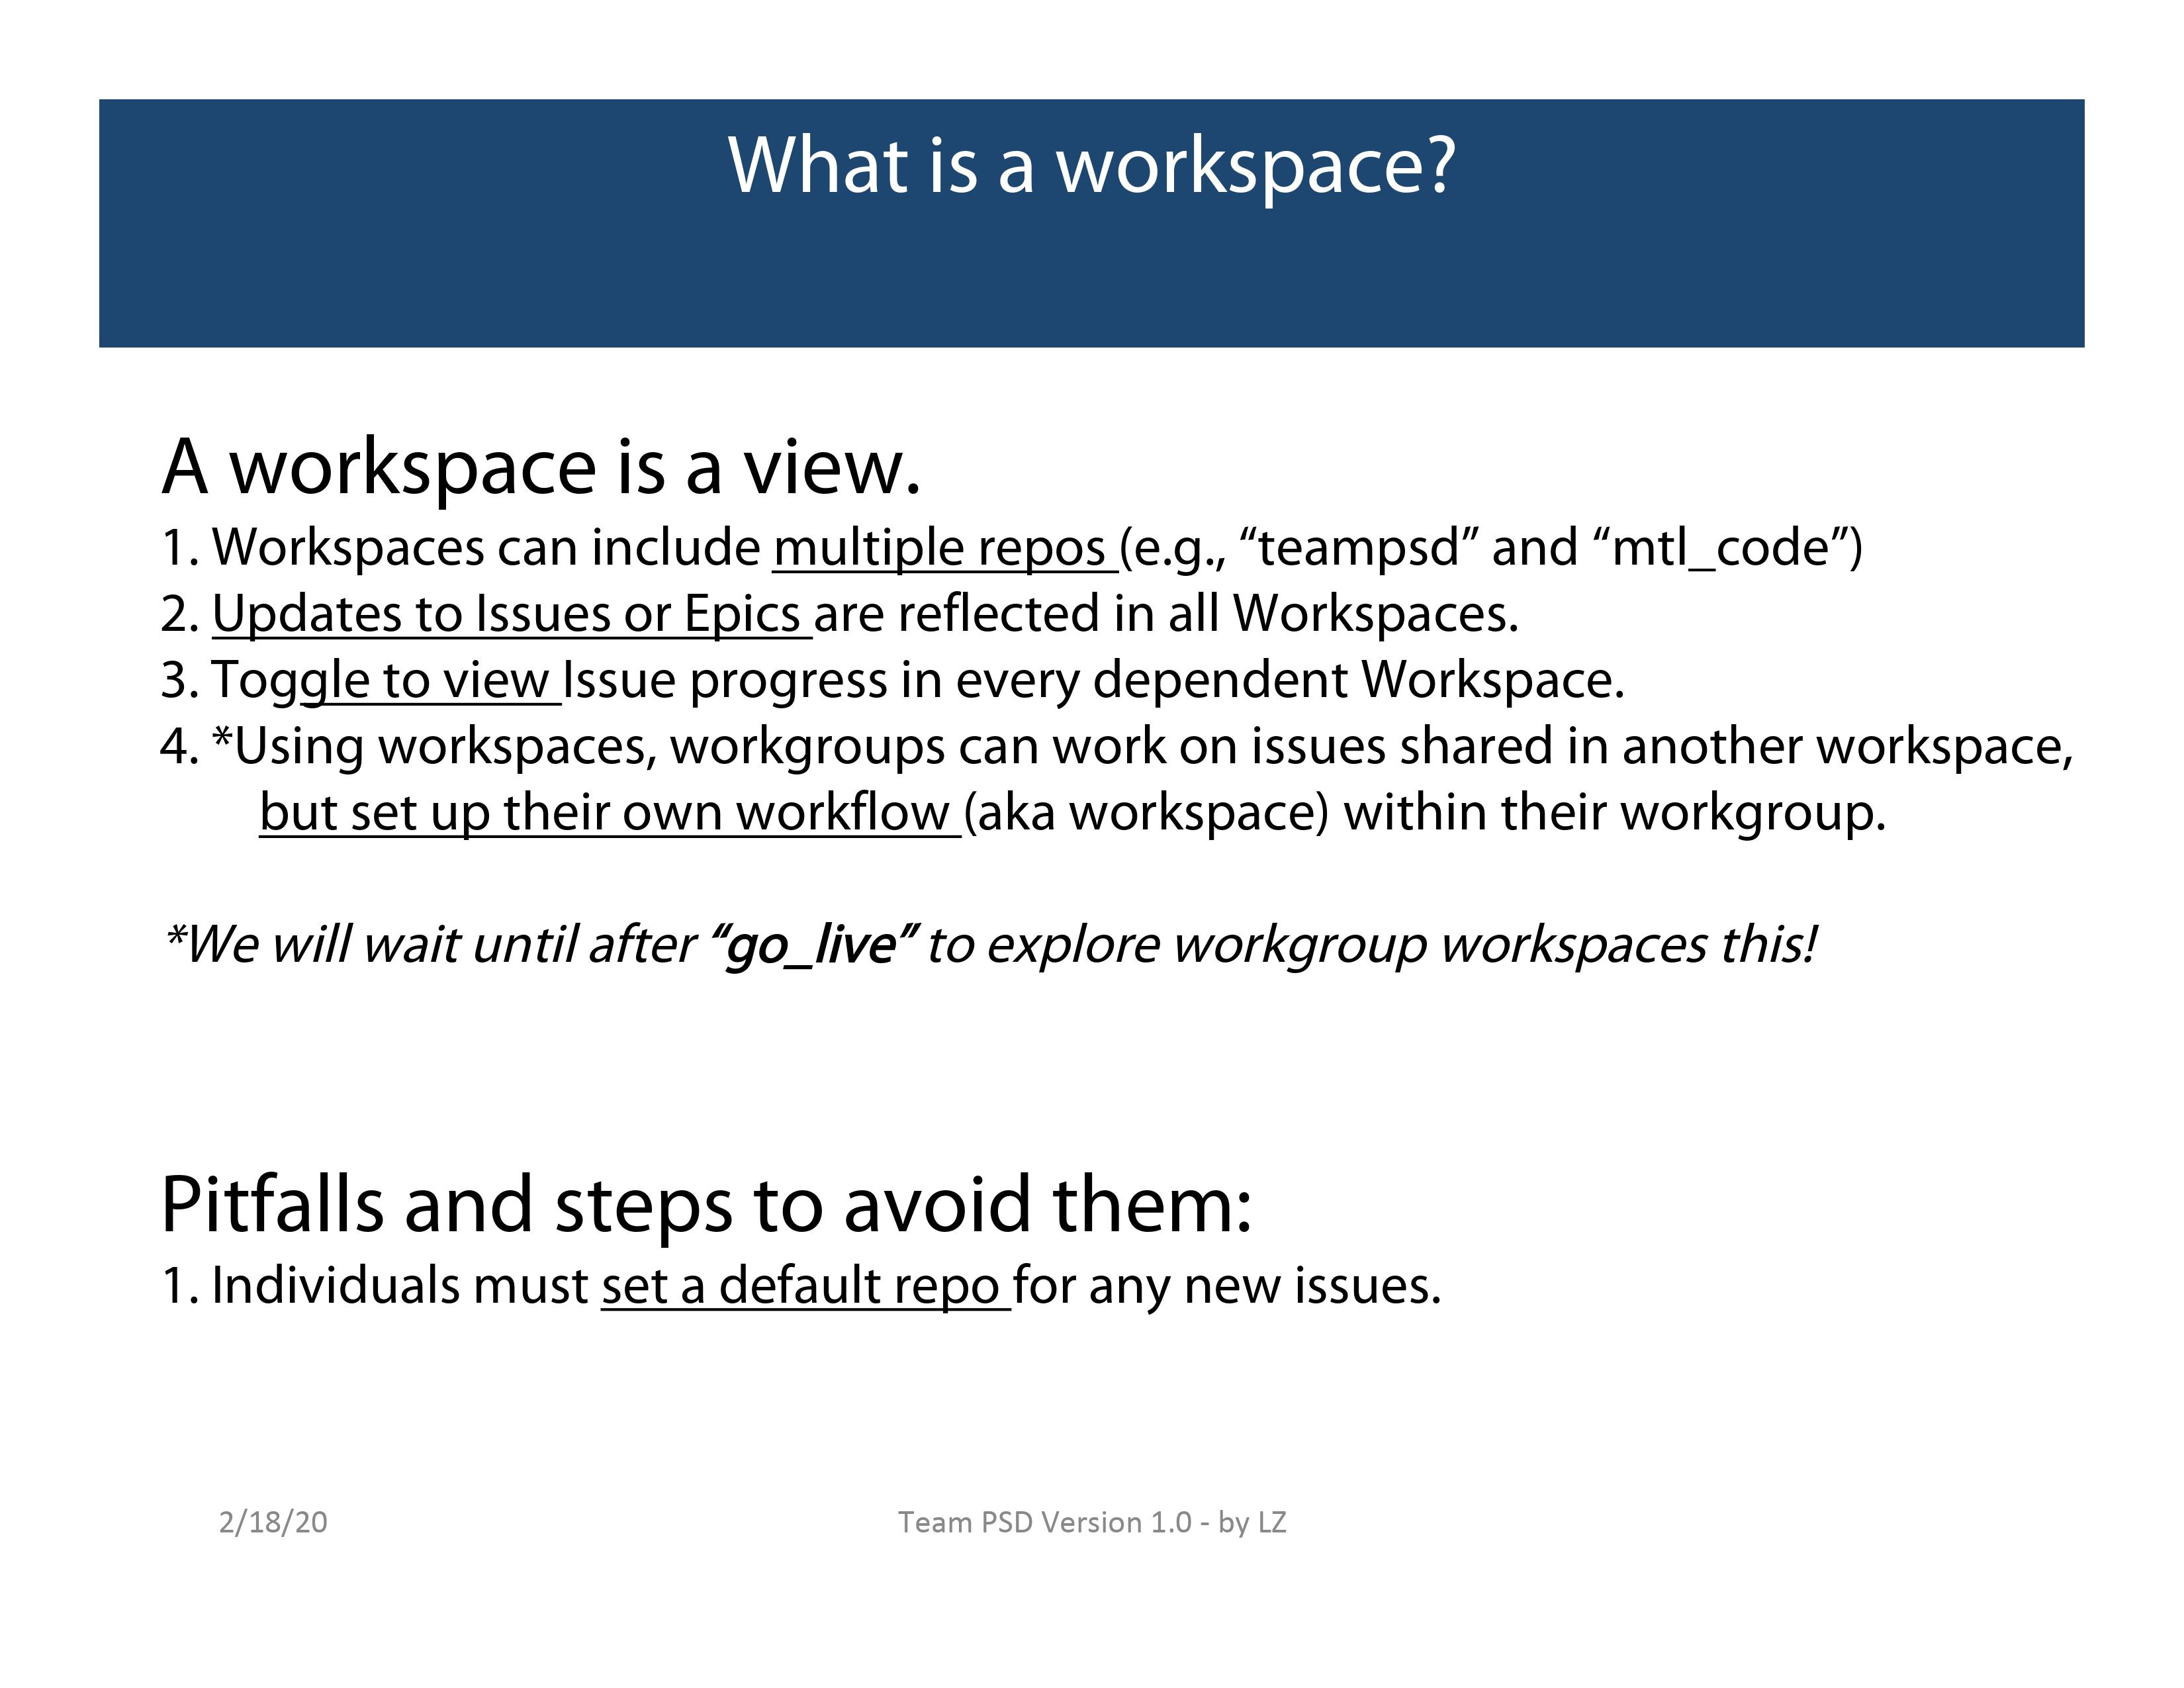 What is a workspace?
A workspace is a view.
1. Workspaces can include multiple repos (e.g., “teampsd” and “mtl_code”)
2. Updates to Issues or Epics are reflected in all Workspaces.
3. Toggle to view Issue progress in every dependent Workspace.
4. *Using workspaces, workgroups can work on issues shared in another workspace,
but set up their own workflow (aka workspace) within their workgroup.
*We will wait until after “go_live” to explore workgroup workspaces this!
Pitfalls and steps to avoid them:
1. Individuals must set a default repo for any new issues.
2/18/20
Team PSD Version 1.0 - by LZ